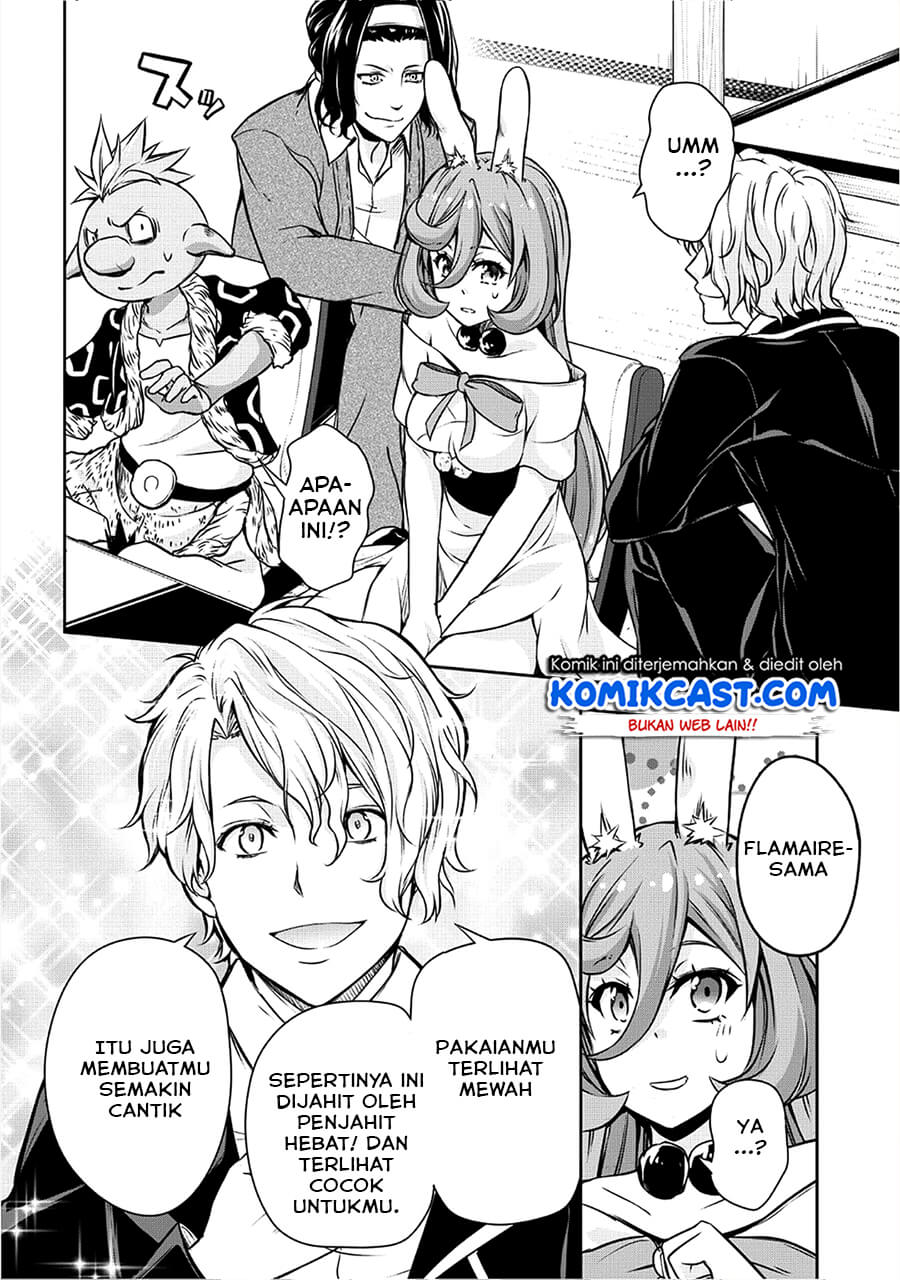 UMM
...?
スッ
APA-
APAAN
INI!?
Komik ini diterjemahkan & diedit oleh
KOMIKCAST.COM
BUKAN WEB LAIN!!
FLAMAIRE-
SAMA
YA
...?
PAKAIANMU
TERLIHAT
MEWAH
SEPERTINYA INI
DIJAHIT OLEH
PENJAHIT
HEBAT! DAN
TERLIHAT
COCOK
UNTUKMU.
ITU JUGA
MEMBUATMU
SEMAKIN
CANTIK